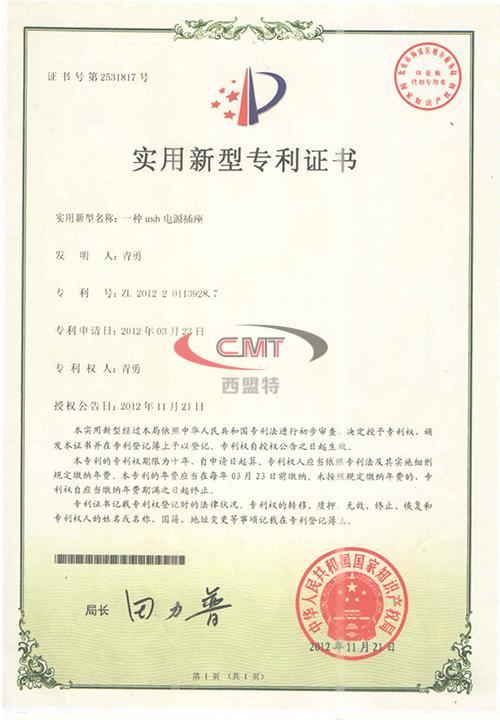 证书号第2531817号
印花税
代扣专用章
实用新型专利证书
实用新型名称：一种usb电源插座
发 明 人：青勇
专 利 号：ZL 2012 2 0113928.7
专利申请日：2012年03月23日
CMT
西盟特
专 利 权 人：青勇
授权公告日：2012年11月21日
本实用新型经过本局依照中华人民共和国专利法进行初步审查，决定授予专利权，颁
发本证书并在专利登记簿上予以登记。专利权自授权公告之日起生效。
本专利的专利权期限为十年，自申请日起算。专利权人应当依照专利法及其实施细则
规定缴纳年费。本专利的年费应当在每年03月23日前缴纳。未按照规定缴纳年费的，专
利权自应当缴纳年费期满之日起终止。
专利证书记载专利权登记时的法律状况。专利权的转移、质押、无效、终止、恢复和
专利权人的姓名或名称、国籍、地址变更等事项记载在专利登记簿上。
局长
田力普
中华人民共和国国家知识产权局
2012年11月21日
第1页（共1页）